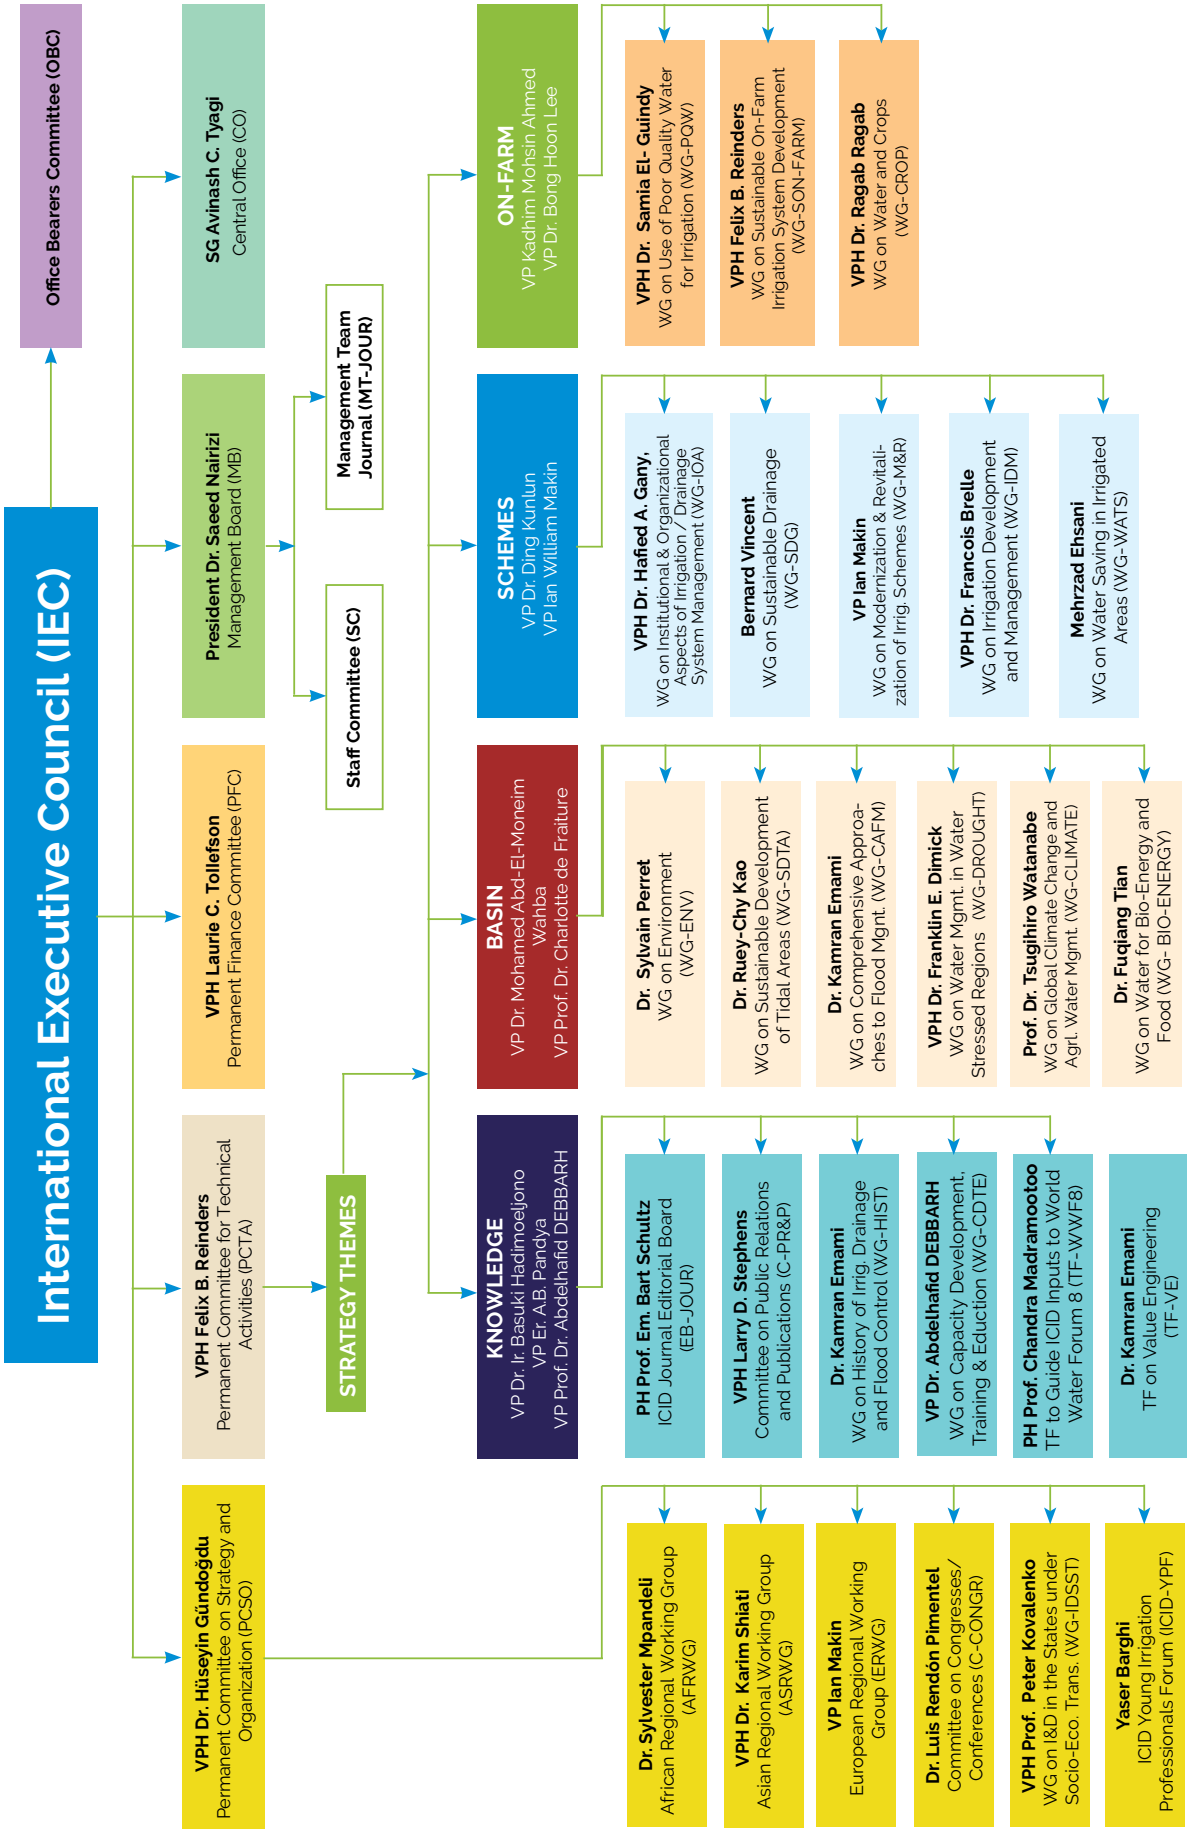 International Executive Council (IEC)
Office Bearers Committee (OBC)
VPH Dr. Hüseyin Gündoğdu
Permanent Committee on Strategy and
Organization (PCSO)
VPH Felix B. Reinders
Permanent Committee for Technical
Activities (PCTA)
VPH Laurie C. Tollefson
Permanent Finance Committee (PFC)
President Dr. Saeed Nairizi
Management Board (MB)
SG Avinash C. Tyagi
Central Office (CO)
STRATEGY THEMES
Staff Committee (SC)
Management Team
Journal (MT-JOUR)
KNOWLEDGE
VP Dr. Ir. Basuki Hadimoeljono
VP Er. A.B. Pandya
VP Prof. Dr. Abdelhafid DEBBARH
BASIN
VP Dr. Mohamed Abd-El-Moneim
Wahba
VP Prof. Dr. Charlotte de Fraiture
SCHEMES
VP Dr. Ding Kunlun
VP Ian William Makin
ON-FARM
VP Kadhim Mohsin Ahmed
VP Dr. Bong Hoon Lee
Dr. Sylvester Mpandeli
African Regional Working Group
(AFRWG)
VPH Dr. Karim Shiati
Asian Regional Working Group
(ASRWG)
VP Ian Makin
European Regional Working
Group (ERWG)
Dr. Luis Rendón Pimentel
Committee on Congresses/
Conferences (C-CONGR)
VPH Prof. Peter Kovalenko
WG on I&D in the States under
Socio-Eco. Trans. (WG-IDSST)
Yaser Barghi
ICID Young Irrigation
Professionals Forum (ICID-YPF)
PH Prof. Em. Bart Schultz
ICID Journal Editorial Board
(EB-JOUR)
VPH Larry D. Stephens
Committee on Public Relations
and Publications (C-PR&P)
Dr. Kamran Emami
WG on History of Irrig. Drainage
and Flood Control (WG-HIST)
VP Dr. Abdelhafid DEBBARH
WG on Capacity Development,
Training & Eduction (WG-CDTE)
PH Prof. Chandra Madramootoo
TF to Guide ICID Inputs to World
Water Forum 8 (TF-WWF8)
Dr. Kamran Emami
TF on Value Engineering
(TF-VE)
Dr. Sylvain Perret
WG on Environment
(WG-ENV)
Dr. Ruey-Chy Kao
WG on Sustainable Development
of Tidal Areas (WG-SDTA)
Dr. Kamran Emami
WG on Comprehensive Approa-
ches to Flood Mgnt. (WG-CAFM)
VPH Dr. Franklin E. Dimick
WG on Water Mgmt. in Water
Stressed Regions (WG-DROUGHT)
Prof. Dr. Tsugihiro Watanabe
WG on Global Climate Change and
Agrl. Water Mgmt. (WG-CLIMATE)
Dr. Fuqiang Tian
WG on Water for Bio-Energy and
Food (WG- BIO-ENERGY)
VPH Dr. Hafied A. Gany,
WG on Institutional & Organizational
Aspects of Irrigation / Drainage
System Management (WG-IOA)
Bernard Vincent
WG on Sustainable Drainage
(WG-SDG)
VP Ian Makin
WG on Modernization & Revitali-
zation of Irrig. Schemes (WG-M&R)
VPH Dr. Francois Brelle
WG on Irrigation Development
and Management (WG-IDM)
Mehrzad Ehsani
WG on Water Saving in Irrigated
Areas (WG- WATS)
VPH Dr. Samia El- Guindy
WG on Use of Poor Quality Water
for Irrigation (WG-PQW)
VPH Felix B. Reinders
WG on Sustainable On-Farm
Irrigation System Development
(WG-SON-FARM)
VPH Dr. Ragab Ragab
WG on Water and Crops
(WG-CROP)